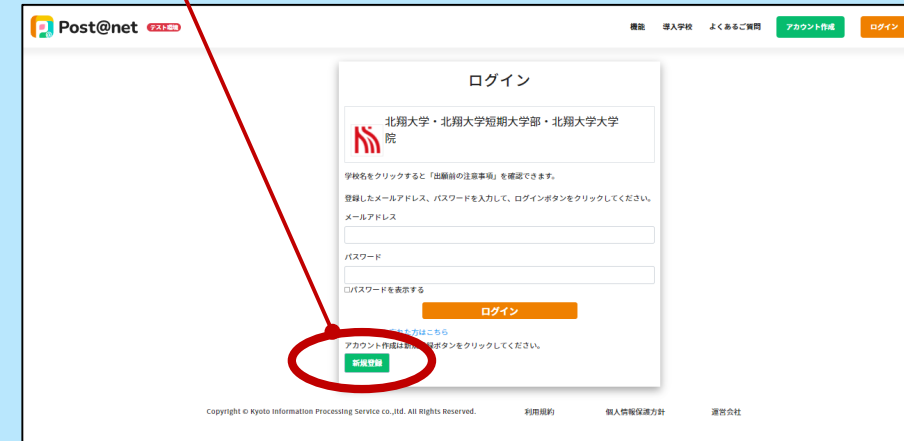 Post@net テスト環境 機能 導入学校 よくあるご質問 アカウント作成 ログイン
ログイン
北翔大学・北翔大学短期大学部・北翔大学大学
院
学校名をクリックすると「出願前の注意事項」を確認できます。
登録したメールアドレス、パスワードを入力して、ログインボタンをクリックしてください。
メールアドレス
パスワード
□パスワードを表示する
ログイン
た方はこちら
アカウント作成は新規登録ボタンをクリックしてください。
新規登録
Copyright © Kyoto Information Processing Service co.,ltd. All Rights Reserved. 利用規約 個人情報保護方針 運営会社